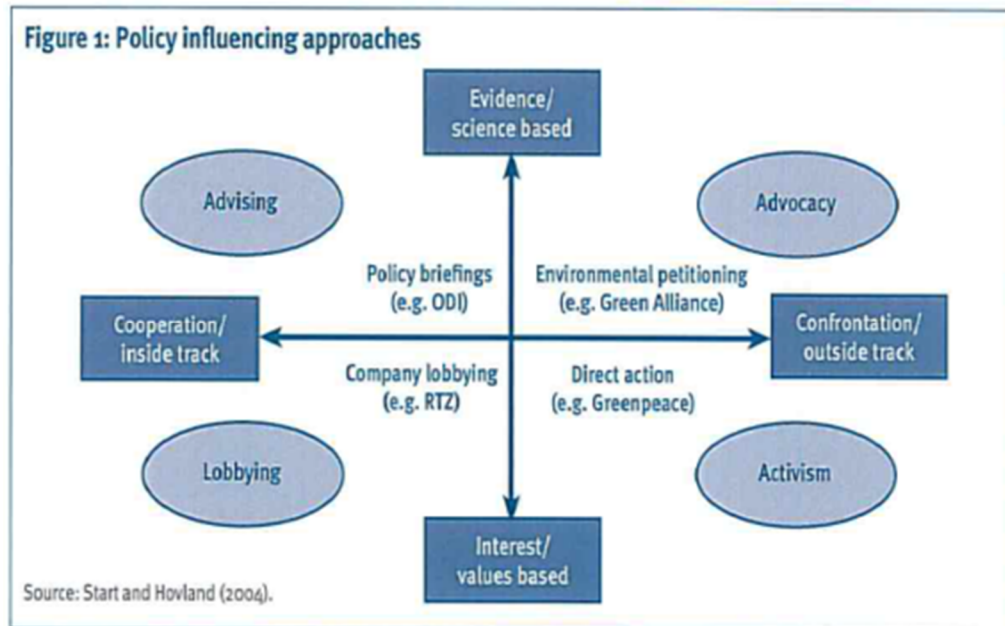 Figure 1: Policy influencing approaches
Evidence/
science based
Advising
Advocacy
Policy briefings
(e.g. ODI)
Environmental petitioning
(e.g. Green Alliance)
Cooperation/
inside track
Confrontation/
outside track
Company lobbying
(e.g. RTZ)
Direct action
(e.g. Greenpeace)
Lobbying
Activism
Interest/
values based
Source: Start and Hovland (2004).